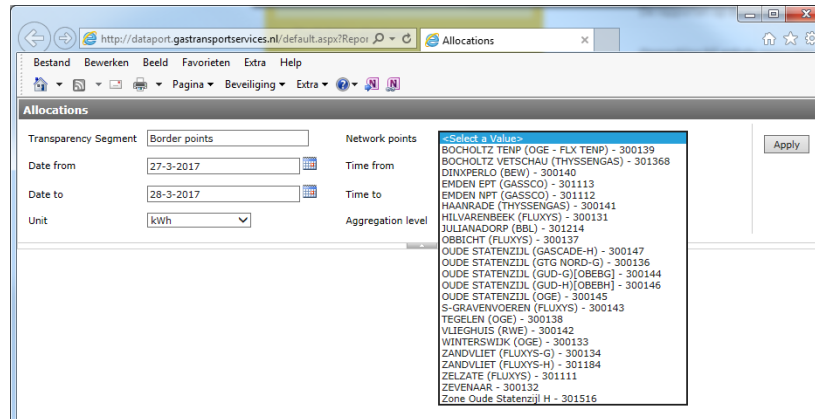 http://dataport.gastransportservices.nl/default.aspx?Repor
Allocations
Bestand Bewerken Beeld Favorieten Extra Help
Pagina Beveiliging Extra
Allocations
Transparency Segment Border points Network points <Select a Value> Apply
BOCHOLTZ TENP (OGE - FLX TENP) - 300139
BOCHOLTZ VETSCHAU (THYSSENGAS) - 301368
Date from 27-3-2017 Time from
DINXPERLO (BEW) - 300140
EMDEN EPT (GASSCO) - 301113
EMDEN NPT (GASSCO) - 301112
Date to 28-3-2017 Time to
HAANRADE (THYSSENGAS) - 300141
HILVARENBEEK (FLUXYS) - 300131
JULIANADORP (BBL) - 301214
Unit kWh Aggregation level
OBBICHT (FLUXYS) - 300137
OUDE STATENZIJL (GASCADE-H) - 300147
OUDE STATENZIJL (GTG NORD-G) - 300136
OUDE STATENZIJL (GUD-G)[OBEBG] - 300144
OUDE STATENZIJL (GUD-H)[OBEBH] - 300146
OUDE STATENZIJL (OGE) - 300145
S-GRAVENVOEREN (FLUXYS) - 300143
TEGELEN (OGE) - 300138
VLIEGHUIS (RWE) - 300142
WINTERSWIJK (OGE) - 300133
ZANDVLIET (FLUXYS-G) - 300134
ZANDVLIET (FLUXYS-H) - 301184
ZELZATE (FLUXYS) - 301111
ZEVENAAR - 300132
Zone Oude Statenzijl H - 301516